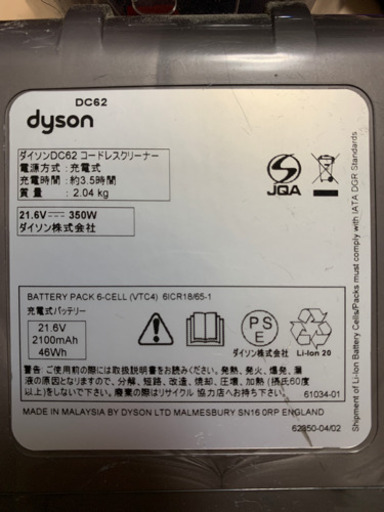 DC62
dyson
ダイソンDC62 コードレスクリーナー
電源方式：充電式
充電時間：約3.5時間
質量：2.04 kg
21.6V 350W
ダイソン株式会社
S
JQA
BATTERY PACK 6-CELL (VTC4) 6ICR18/65-1
充電式バッテリー
21.6V
2100mAh
46Wh
PS
E
ダイソン株式会社
Li-Ion 20
警告：ご使用前には取扱説明書をお読みください。発熱、発火、爆発、漏
液の原因となりますので、分解、短路、改造、焼却、圧壊、加熱 (摂氏60度
以上)をしないでください。
廃棄の際はリサイクル 協力店へお持ちください。
61034-01
MADE IN MALAYSIA BY DYSON LTD MALMESBURY SN16 0RP ENGLAND
62350-04/02
Shipment of Li-Ion Battery Cells/Packs must comply with IATA DGR Standards.